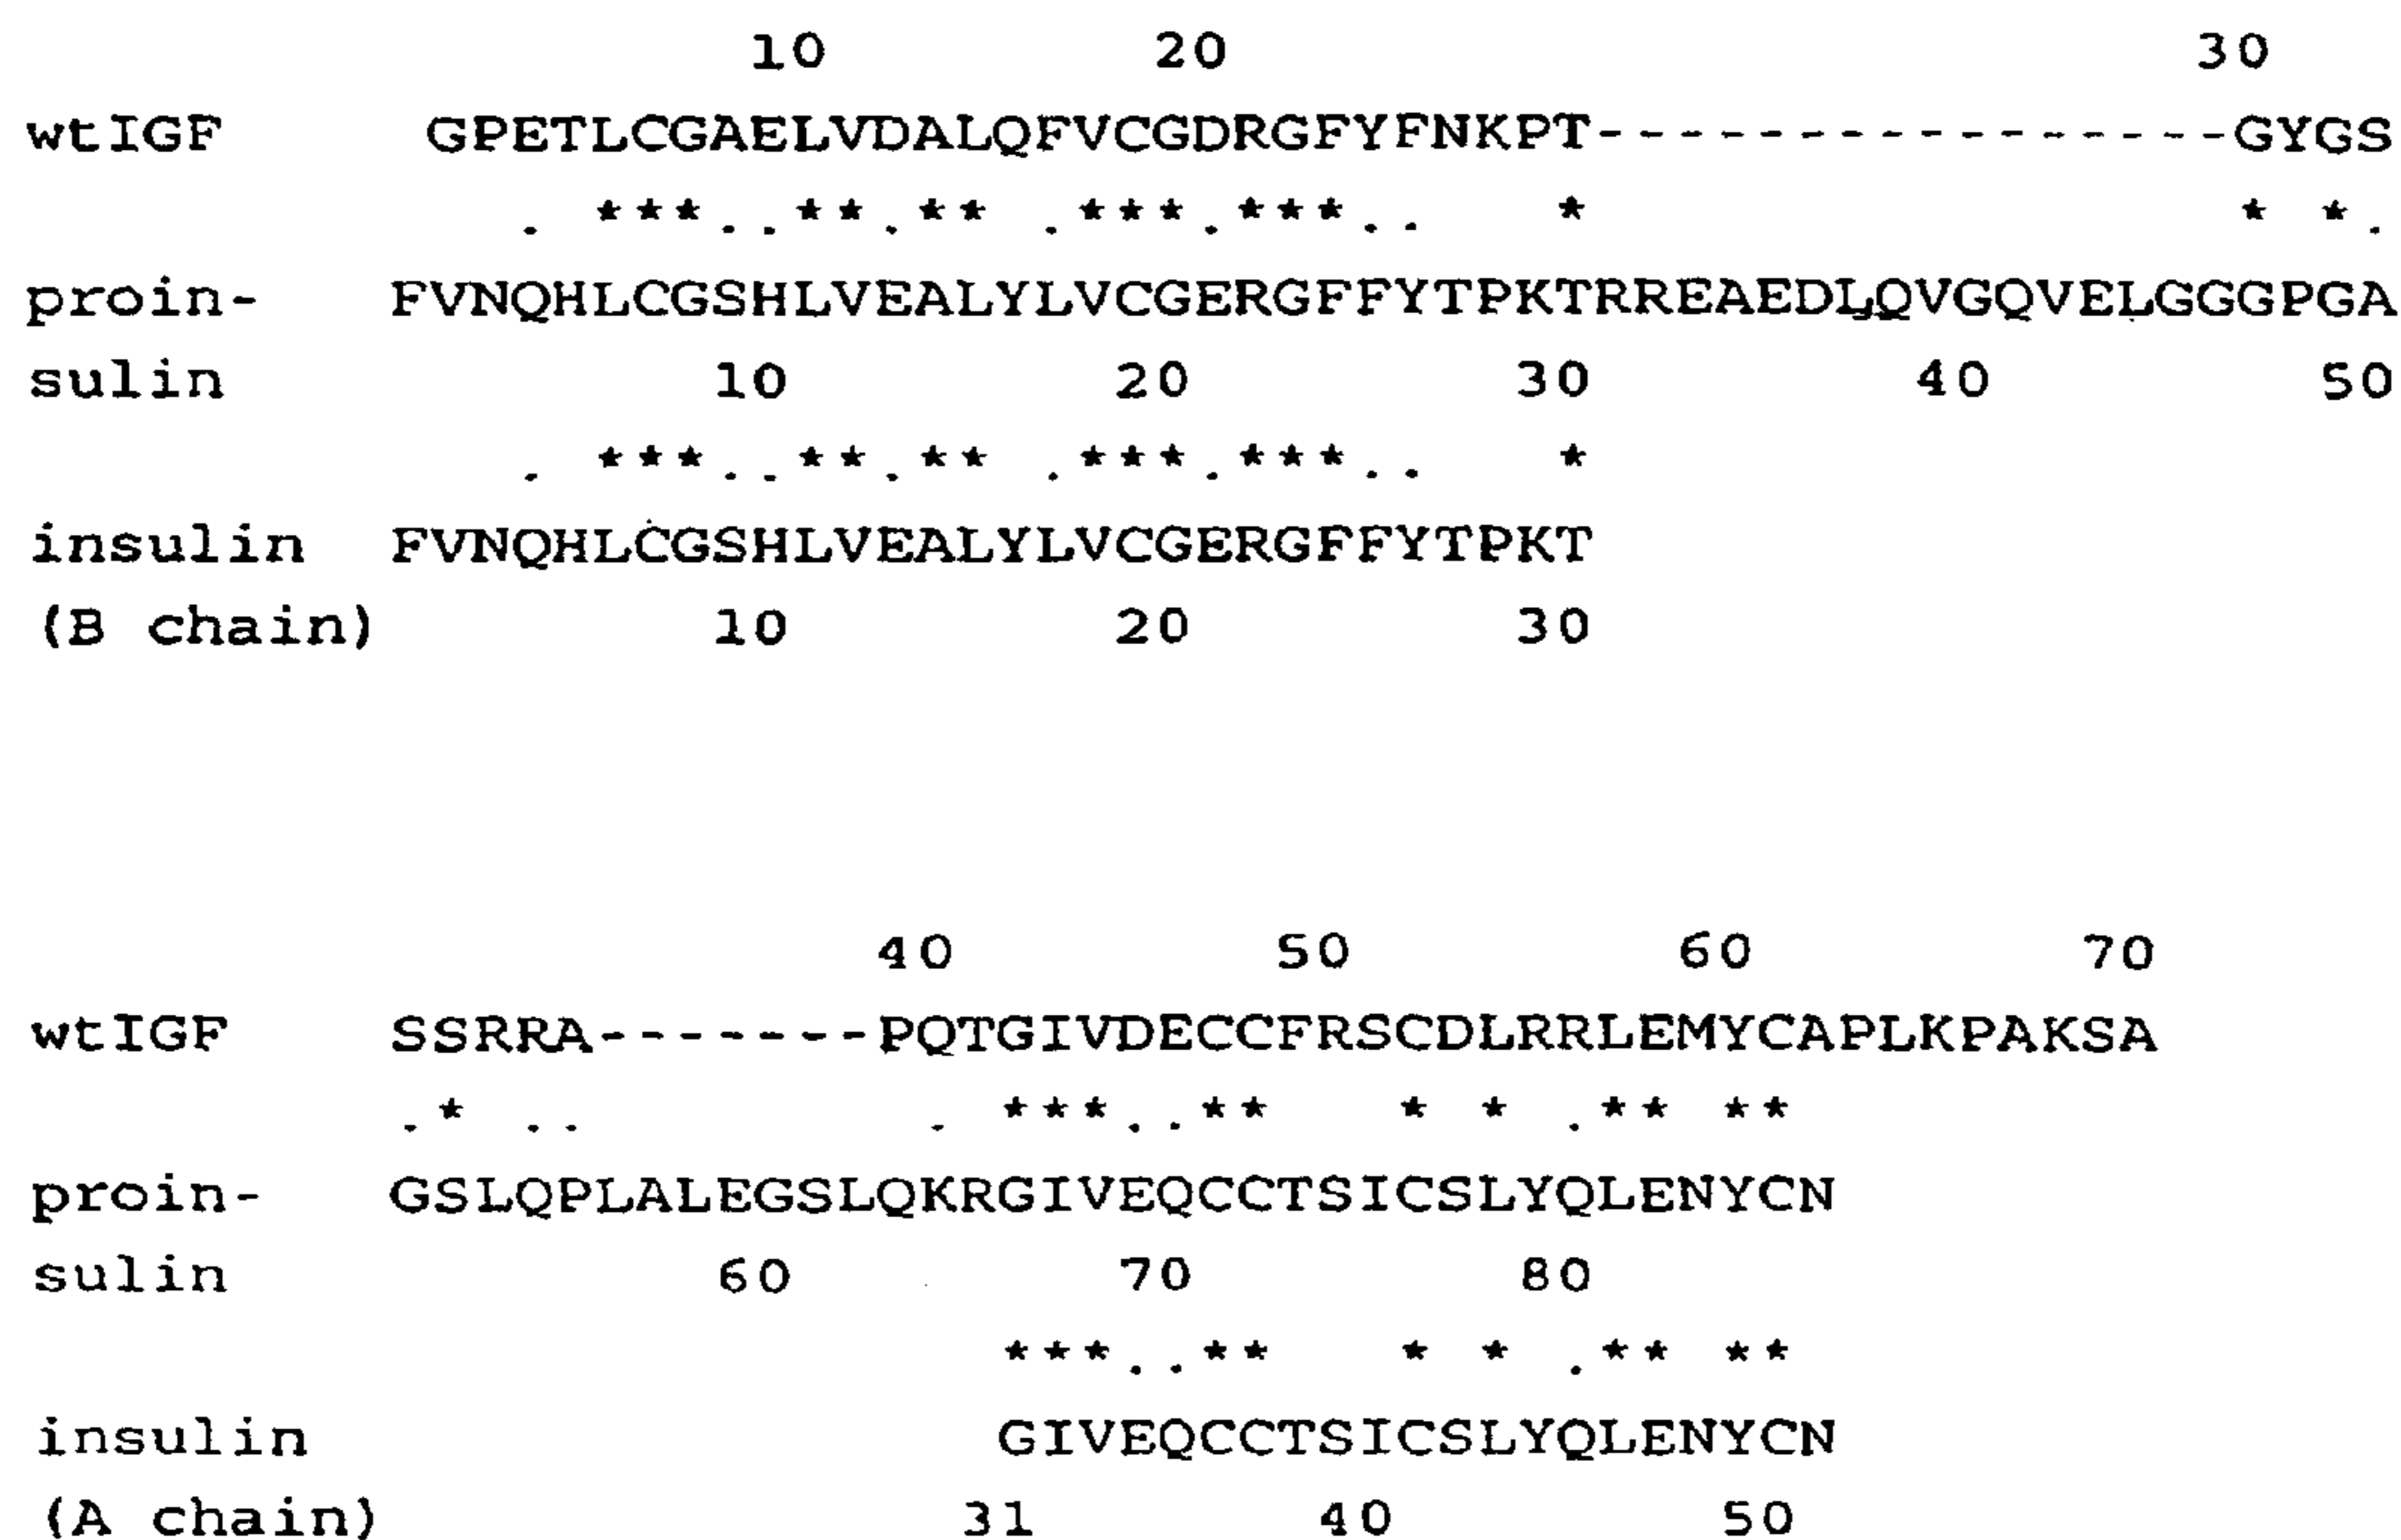 10 20 30
wtIGF GPETLCGAELVDALQFVCGDRGFYFNKPT----------------GYGS
. ***..**.** .***.***.. * * *.
proin- FVNQHLCGSHLVEALYLVCGERGFFYTPKTRREAEDLQVGQVELGGGPGA
sulin 10 20 30 40 50
. ***..**.** .***.***.. *
insulin FVNQHLCGSHLVEALYLVCGERGFFYTPKT
(B chain) 10 20 30
40 50 60 70
wtIGF SSRRA-------PQTGIVDECCFRSCDLRRLEMYCAPLKPAKSA
.* .. . ***..** * * .** **
proin- GSLQPLALEGSLQKRGIVEQCCTSICSLYQLENYCN
sulin 60 70 80
***..** * * .** **
insulin GIVEQCCTSICSLYQLENYCN
(A chain) 31 40 50